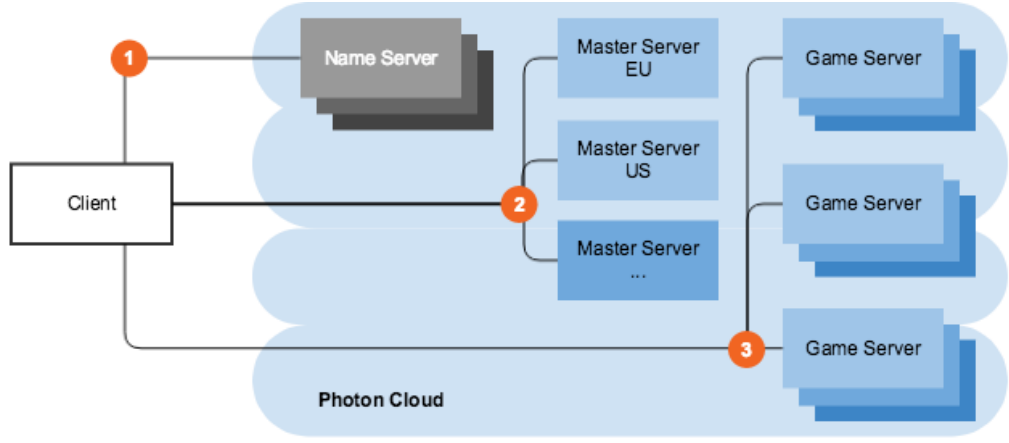 1
Name Server
Master Server
EU
Game Server
Master Server
US
Client
2
Game Server
Master Server
...
3
Game Server
Photon Cloud